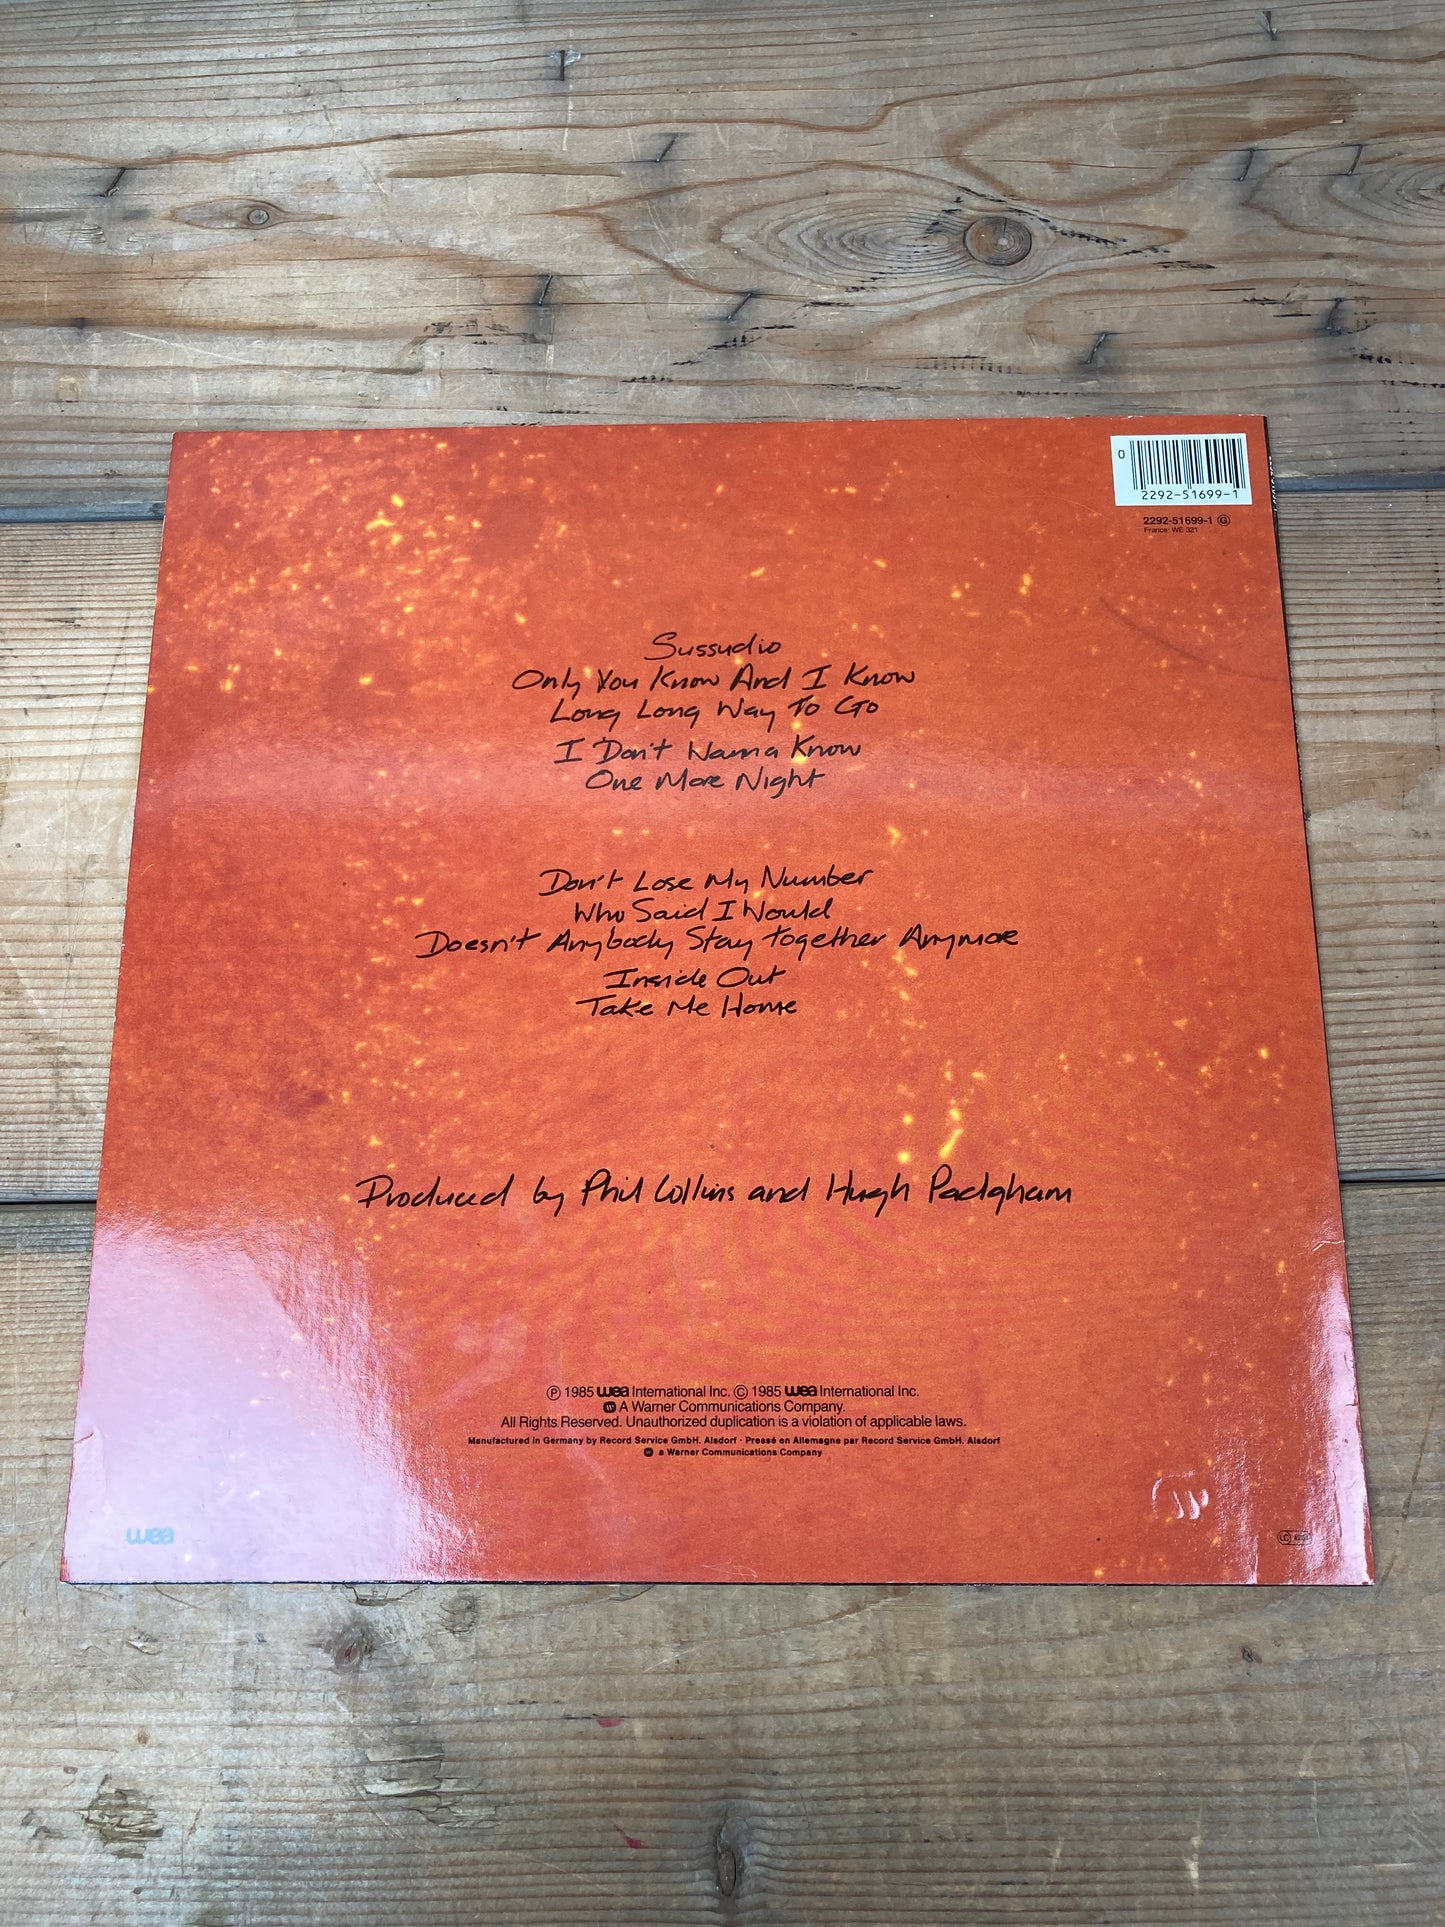 0
2292-51699-1
2292-51699-1 Ⓖ
France: WE 321
Sussudio
Only You Know And I Know
Long Long Way To Go
I Don't Wanna Know
One More Night
Don't Lose My Number
Who Said I Would
Doesn't Anybody Stay Together Anymore
Inside Out
Take Me Home
Produced by Phil Collins and Hugh Padgham
℗ 1985 wea International Inc. © 1985 wea International Inc.
A Warner Communications Company.
All Rights Reserved. Unauthorized duplication is a violation of applicable laws.
Manufactured in Germany by Record Service GmbH. Alsdorf · Pressé en Allemagne par Record Service GmbH. Alsdorf
a Warner Communications Company
wea
LC